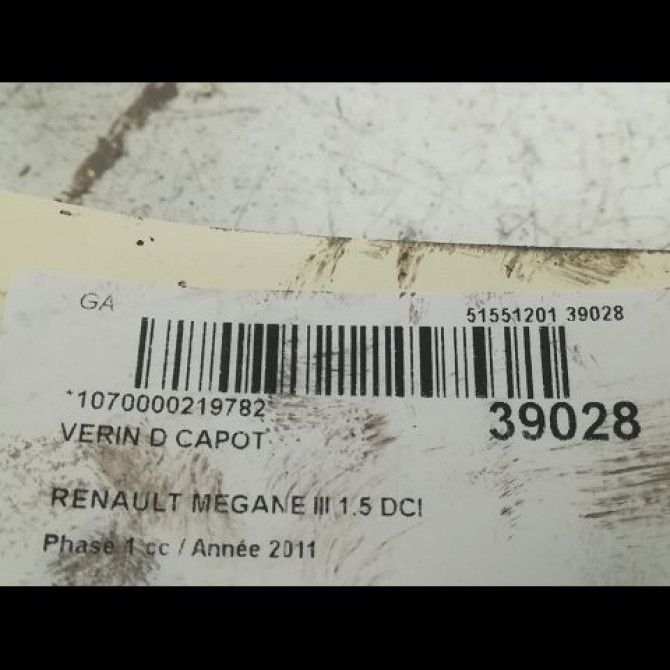 GA
51551201 39028
*1070000219782
39028
VERIN D CAPOT
RENAULT MEGANE III 1.5 DCI
Phase 1 cc / Année 2011